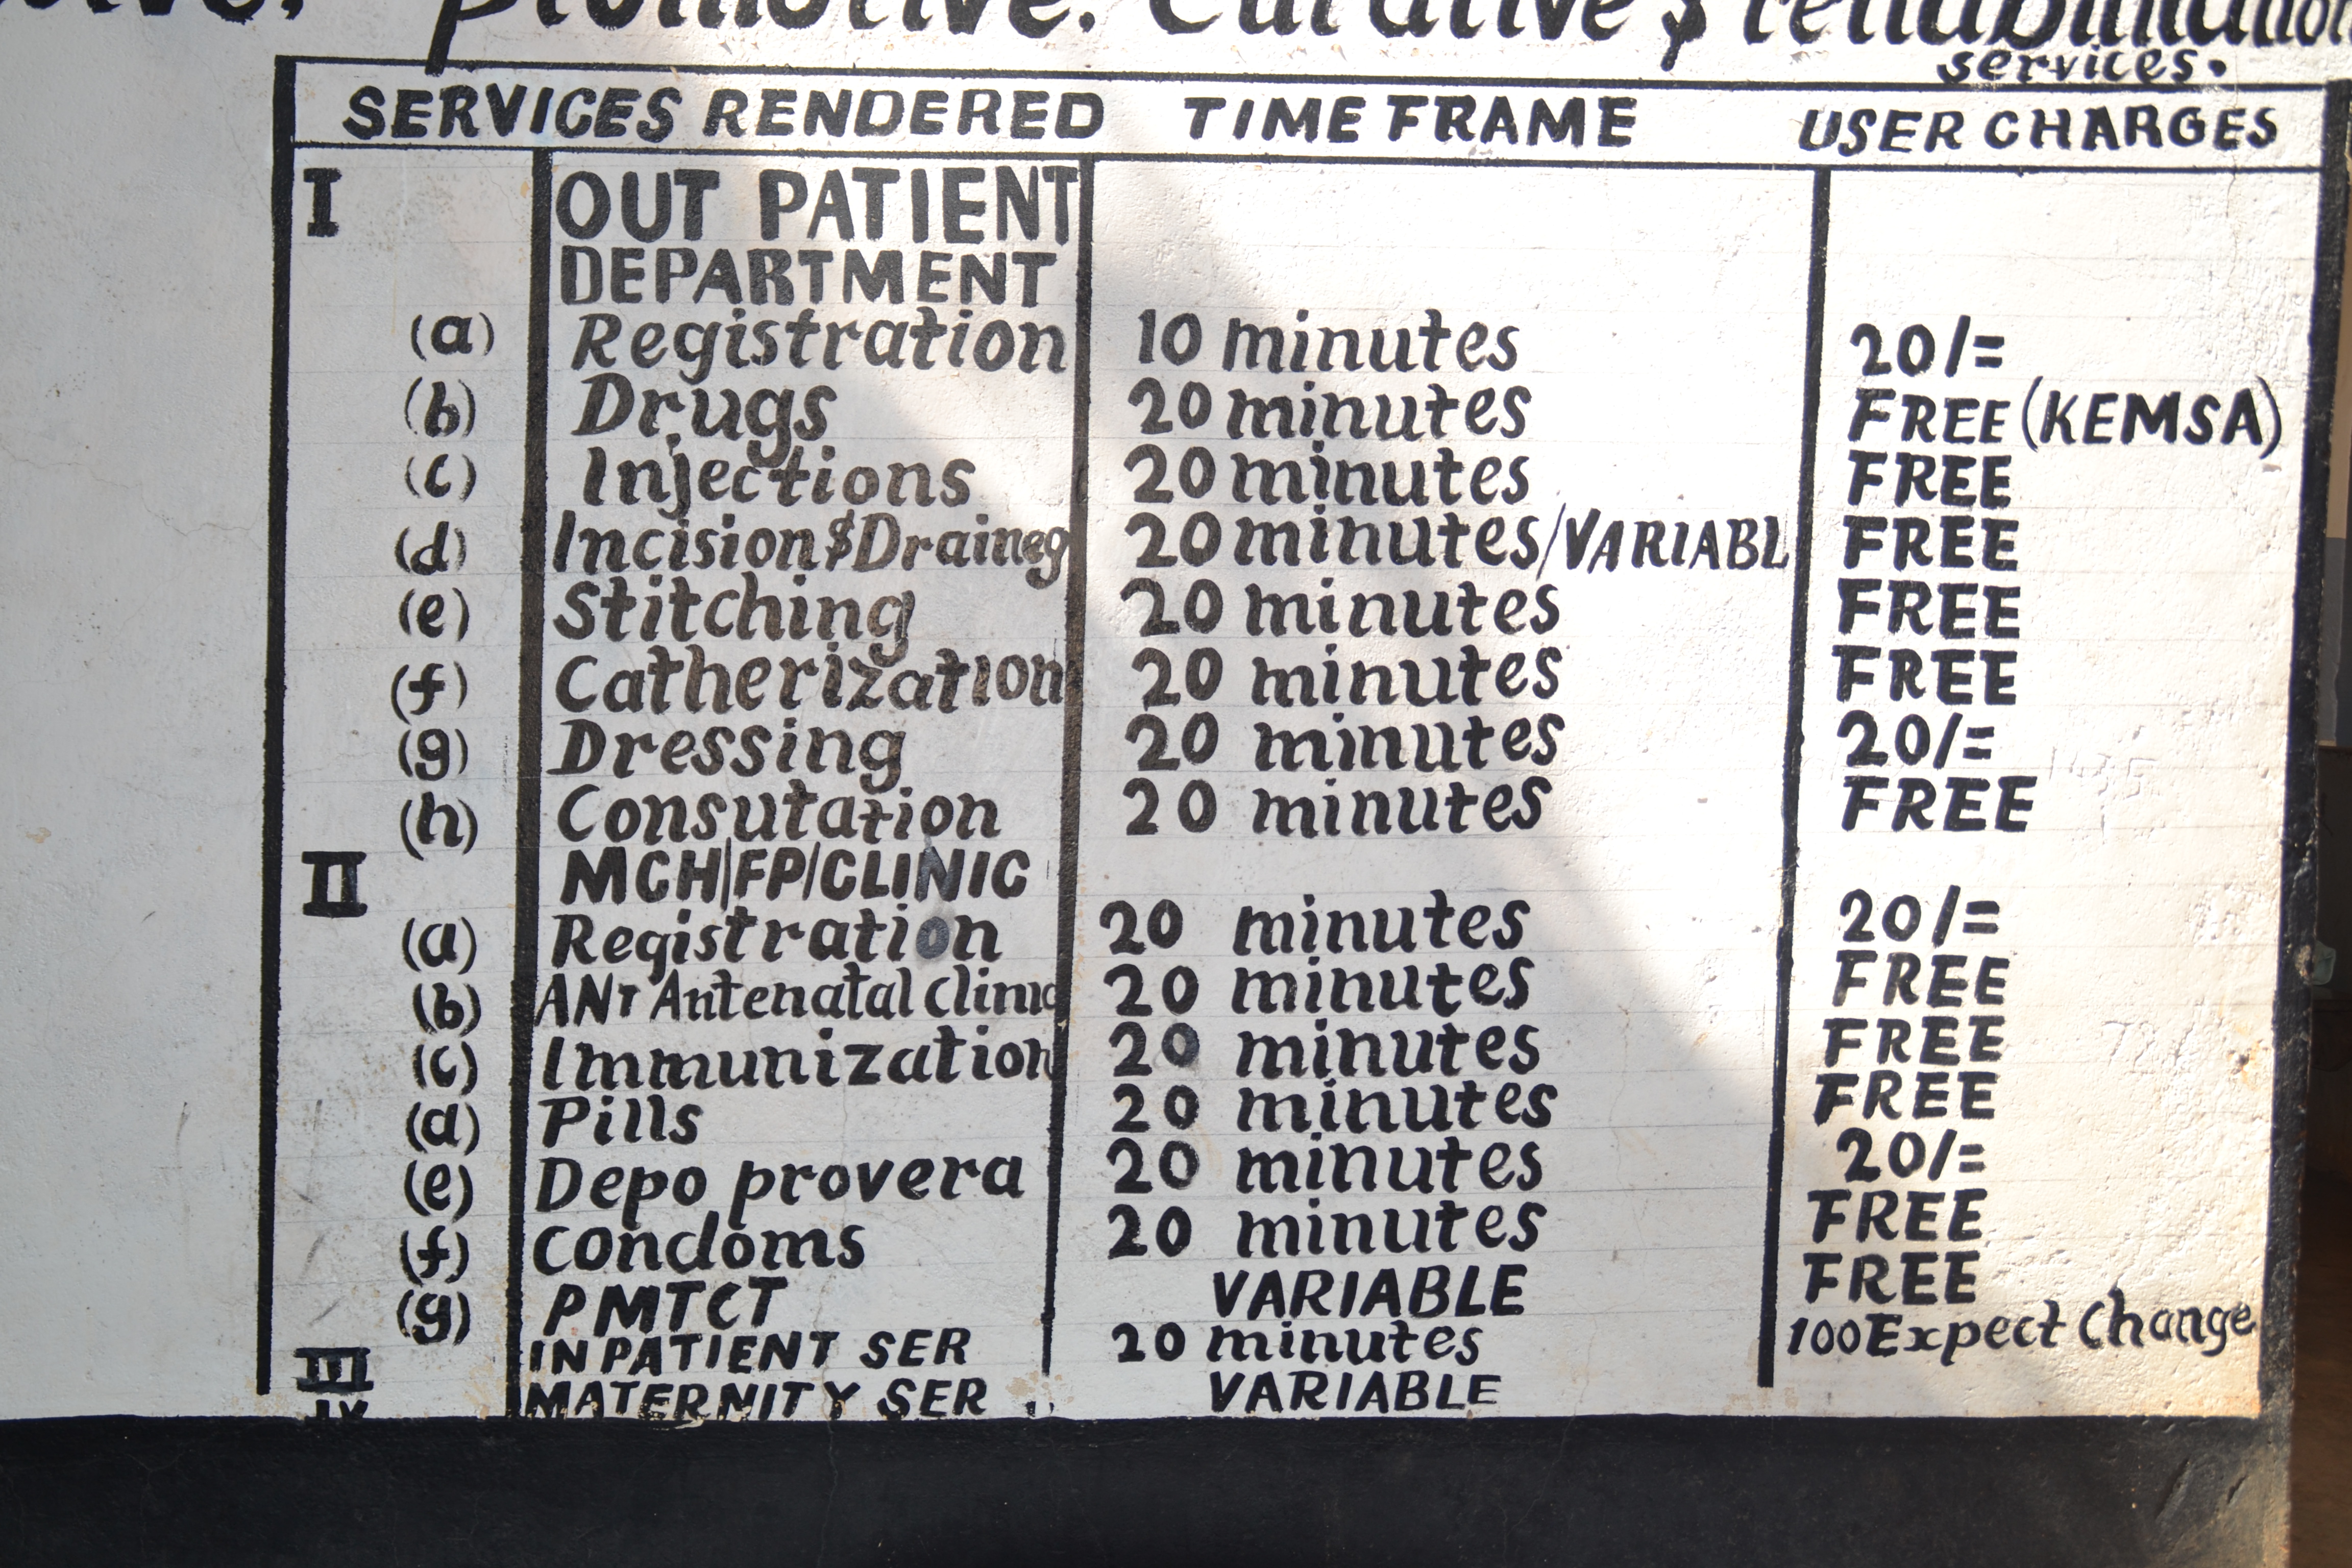 promotive. Curative & rehabilitation
services.
SERVICES RENDERED TIME FRAME USER CHARGES
I OUT PATIENT
DEPARTMENT
(a) Registration 10 minutes 20/=
(b) Drugs 20 minutes FREE (KEMSA)
(c) Injections 20 minutes FREE
(d) Incision & Draineg 20 minutes/VARIABL FREE
(e) Stitching 20 minutes FREE
(f) Catherization 20 minutes FREE
(g) Dressing 20 minutes 20/=
(h) Consutation 20 minutes FREE
II MCH/FP/CLINIC
(a) Registration 20 minutes 20/=
(b) ANT Antenatal clinic 20 minutes FREE
(c) Immunization 20 minutes FREE
(d) Pills 20 minutes FREE
(e) Depo provera 20 minutes 20/=
(f) Condoms 20 minutes FREE
(g) PMTCT VARIABLE FREE
III INPATIENT SER 20 minutes 100 Expect Change
IV MATERNITY SER VARIABLE